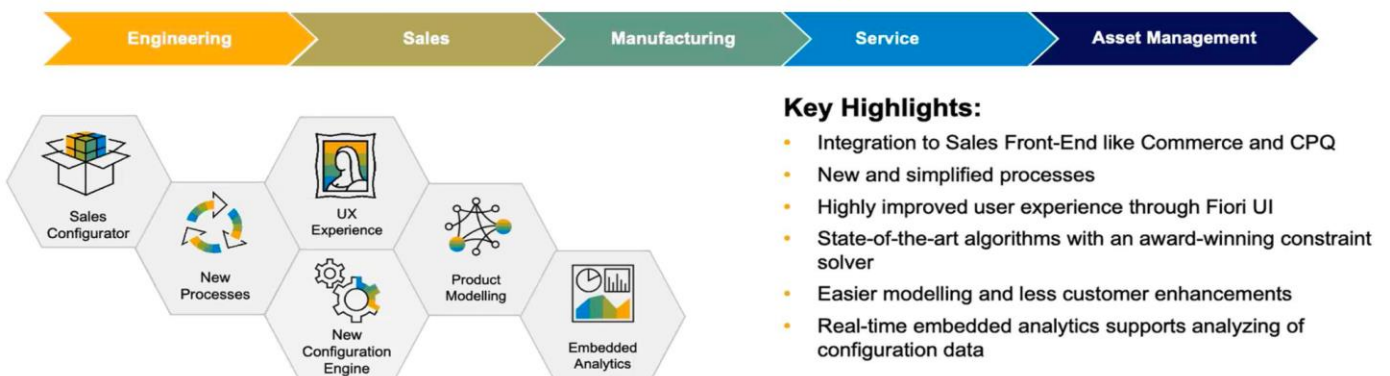 Engineering
Sales
Manufacturing
Service
Asset Management
Sales
Configurator
New
Processes
UX
Experience
New
Configuration
Engine
Product
Modelling
Embedded
Analytics
Key Highlights:
• Integration to Sales Front-End like Commerce and CPQ
• New and simplified processes
• Highly improved user experience through Fiori UI
• State-of-the-art algorithms with an award-winning constraint
solver
• Easier modelling and less customer enhancements
• Real-time embedded analytics supports analyzing of
configuration data